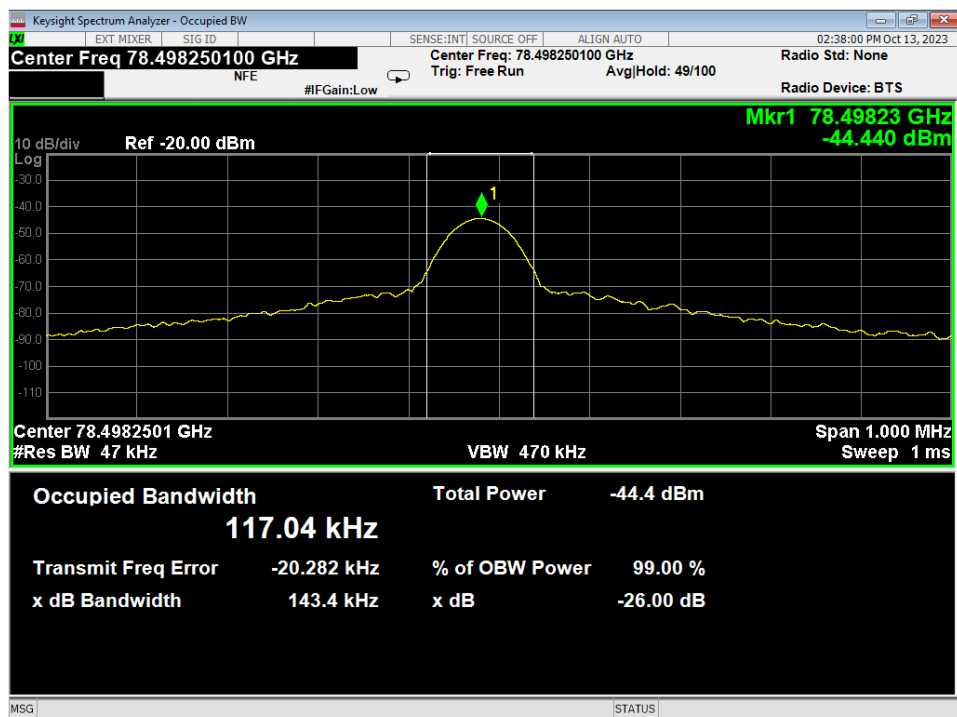 Keysight Spectrum Analyzer - Occupied BW
LXI EXT MIXER SIG ID SENSE:INT SOURCE OFF ALIGN AUTO 02:38:00 PM Oct 13, 2023
Center Freq 78.498250100 GHz Center Freq: 78.498250100 GHz Radio Std: None
NFE Trig: Free Run Avg|Hold: 49/100
#IFGain:Low Radio Device: BTS
Mkr1 78.49823 GHz
-44.440 dBm
10 dB/div Ref -20.00 dBm
Log
-30.0
1
-40.0
-50.0
-60.0
-70.0
-80.0
-90.0
-100
-110
Center 78.4982501 GHz Span 1.000 MHz
#Res BW 47 kHz VBW 470 kHz Sweep 1 ms
Occupied Bandwidth Total Power -44.4 dBm
117.04 kHz
Transmit Freq Error -20.282 kHz % of OBW Power 99.00 %
x dB Bandwidth 143.4 kHz x dB -26.00 dB
MSG STATUS